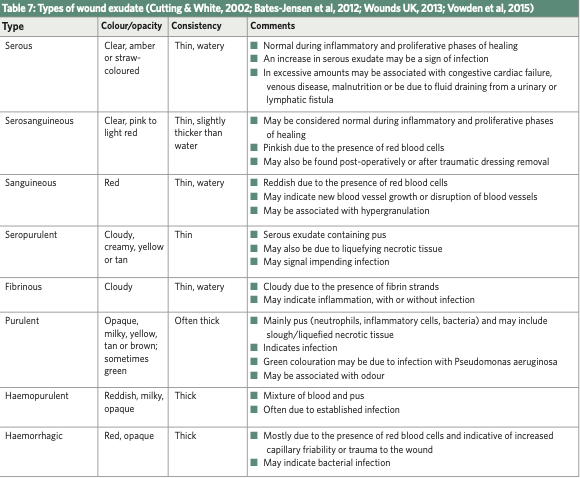 Table 7: Types of wound exudate (Cutting & White, 2002; Bates-Jensen et al, 2012; Wounds UK, 2013; Vowden et al, 2015)
Type Colour/opacity Consistency Comments
Serous
Clear, amber
or straw-
coloured
Thin, watery
■ Normal during inflammatory and proliferative phases of healing
■ An increase in serous exudate may be a sign of infection
■ In excessive amounts may be associated with congestive cardiac failure,
venous disease, malnutrition or be due to fluid draining from a urinary or
lymphatic fistula
Serosanguineous
Clear, pink to
light red
Thin, slightly
thicker than
water
■ May be considered normal during inflammatory and proliferative phases
of healing
■ Pinkish due to the presence of red blood cells
■ May also be found post-operatively or after traumatic dressing removal
Sanguineous
Red
Thin, watery
■ Reddish due to the presence of red blood cells
■ May indicate new blood vessel growth or disruption of blood vessels
■ May be associated with hypergranulation
Seropurulent
Cloudy,
creamy, yellow
or tan
Thin
■ Serous exudate containing pus
■ May also be due to liquefying necrotic tissue
■ May signal impending infection
Fibrinous
Cloudy
Thin, watery
■ Cloudy due to the presence of fibrin strands
■ May indicate inflammation, with or without infection
Purulent
Opaque,
milky, yellow,
tan or brown;
sometimes
green
Often thick
■ Mainly pus (neutrophils, inflammatory cells, bacteria) and may include
slough/liquefied necrotic tissue
■ Indicates infection
■ Green colouration may be due to infection with Pseudomonas aeruginosa
■ May be associated with odour
Haemopurulent
Reddish, milky,
opaque
Thick
■ Mixture of blood and pus
■ Often due to established infection
Haemorrhagic
Red, opaque
Thick
■ Mostly due to the presence of red blood cells and indicative of increased
capillary friability or trauma to the wound
■ May indicate bacterial infection